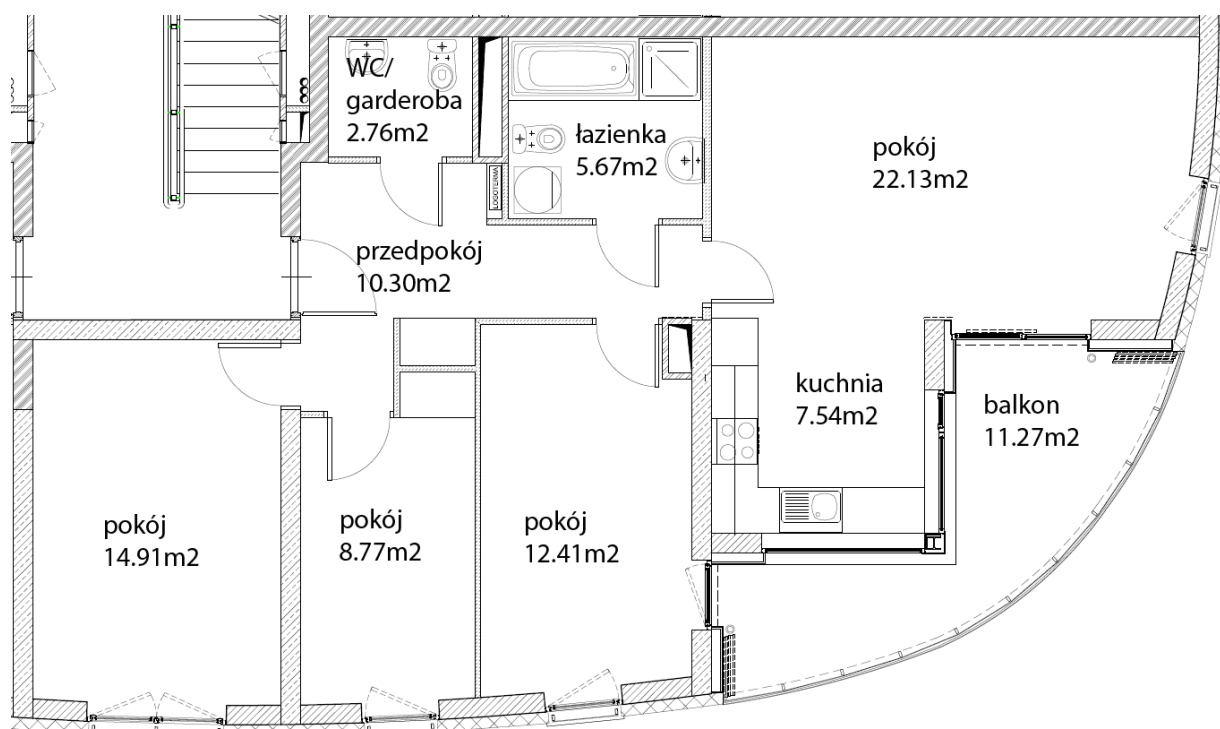 WC/
garderoba
2.76m2
łazienka
5.67m2
pokój
22.13m2
LOGOTERMA
przedpokój
10.30m2
kuchnia
7.54m2
balkon
11.27m2
pokój
14.91m2
pokój
8.77m2
pokój
12.41m2